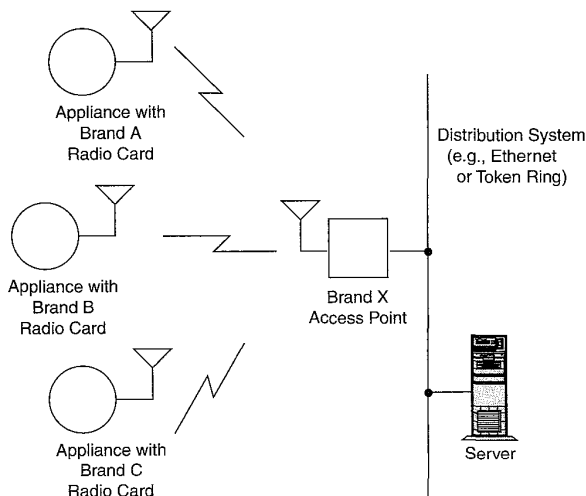 Appliance with
Brand A
Radio Card
Distribution System
(e.g., Ethernet
or Token Ring)
Appliance with
Brand B
Radio Card
Brand X
Access Point
Appliance with
Brand C
Radio Card
Server